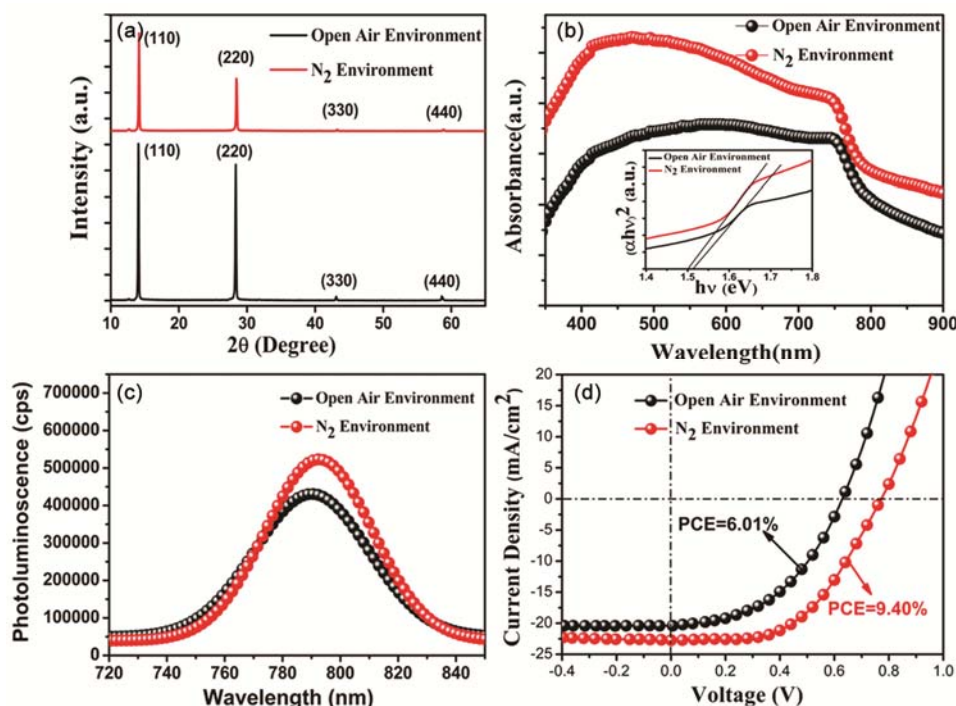 (a)
Open Air Environment
N2 Environment
(110)
(220)
(330)
(440)
(110)
(220)
(330)
(440)
Intensity (a.u.)
10 20 30 40 50 60
2θ (Degree)
(b)
Open Air Environment
N2 Environment
Absorbance(a.u.)
Open Air Environment
N2 Environment
(αhν)2 (a.u.)
1.4 1.5 1.6 1.7 1.8
hν (eV)
400 500 600 700 800 900
Wavelength(nm)
(c)
Open Air Environment
N2 Environment
Photoluminoscence (cps)
700000
600000
500000
400000
300000
200000
100000
0
720 740 760 780 800 820 840
Wavelength (nm)
(d)
Open Air Environment
N2 Environment
PCE=6.01%
PCE=9.40%
Current Density (mA/cm2)
20
15
10
5
0
-5
-10
-15
-20
-25
-0.4 -0.2 0.0 0.2 0.4 0.6 0.8 1.0
Voltage (V)